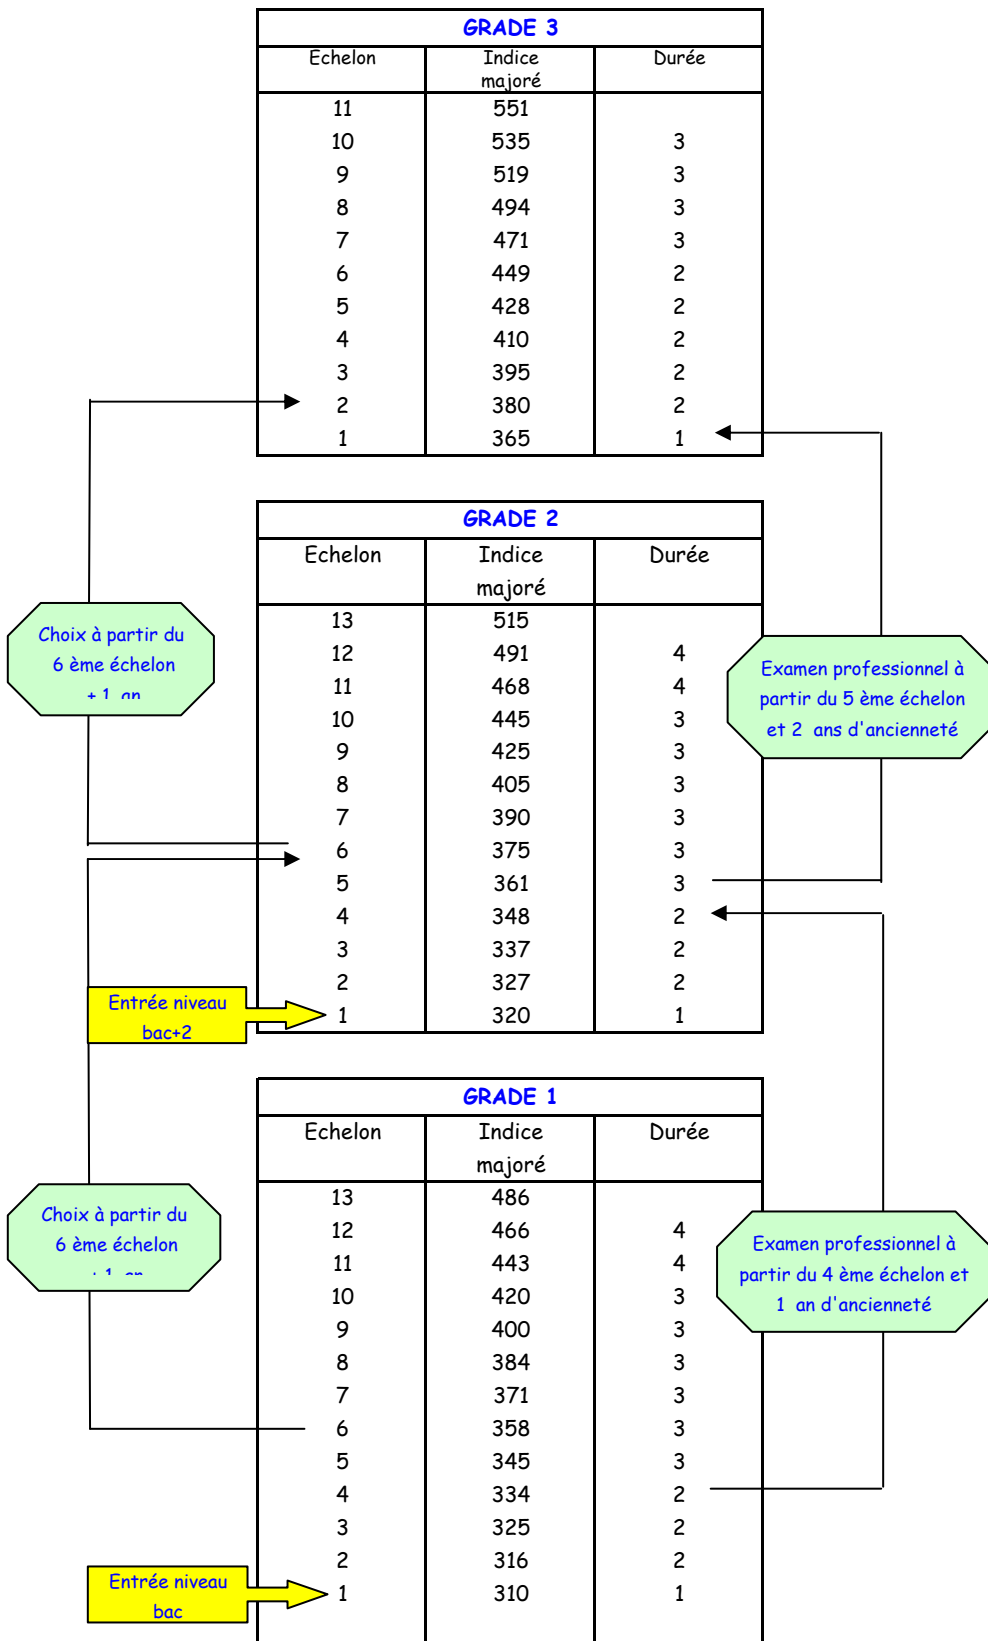 GRADE 3
Echelon Indice Durée
majoré
11 551
10 535 3
9 519 3
8 494 3
7 471 3
6 449 2
5 428 2
4 410 2
3 395 2
2 380 2
1 365 1
GRADE 2
Echelon Indice Durée
majoré
13 515
12 491 4
11 468 4
10 445 3
9 425 3
8 405 3
7 390 3
6 375 3
5 361 3
4 348 2
3 337 2
2 327 2
1 320 1
Choix à partir du
6 ème échelon
+ 1 an
Examen professionnel à
partir du 5 ème échelon
et 2 ans d'ancienneté
Entrée niveau
bac+2
GRADE 1
Echelon Indice Durée
majoré
13 486
12 466 4
11 443 4
10 420 3
9 400 3
8 384 3
7 371 3
6 358 3
5 345 3
4 334 2
3 325 2
2 316 2
1 310 1
Choix à partir du
6 ème échelon
+ 1 an
Examen professionnel à
partir du 4 ème échelon et
1 an d'ancienneté
Entrée niveau
bac